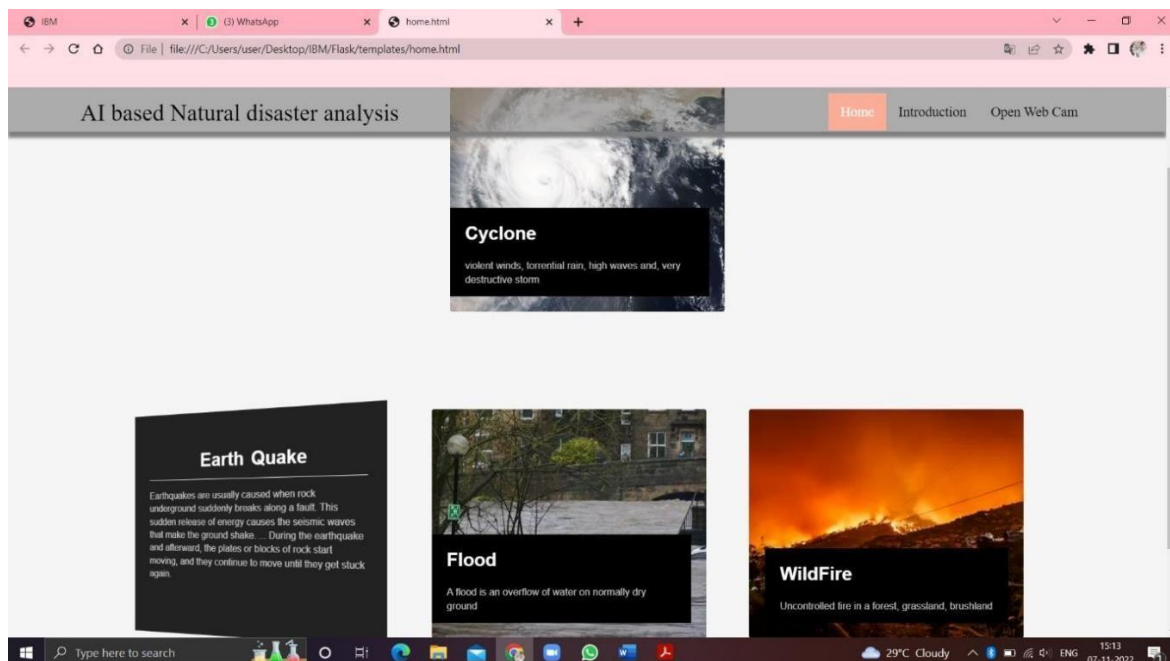 IBM
(3) WhatsApp
home.html
File | file:///C:/Users/user/Desktop/IBM/Flask/templates/home.html
AI based Natural disaster analysis
Home
Introduction
Open Web Cam
Cyclone
violent winds, torrential rain, high waves and, very
destructive storm
Earth Quake
Earthquakes are usually caused when rock
underground suddenly breaks along a fault. This
sudden release of energy causes the seismic waves
that make the ground shake. ... During the earthquake
and afterward, the plates or blocks of rock start
moving, and they continue to move until they get stuck
again.
Flood
A flood is an overflow of water on normally dry
ground
WildFire
Uncontrolled fire in a forest, grassland, brushland
Type here to search
29°C Cloudy
ENG
15:13
07-11-2022